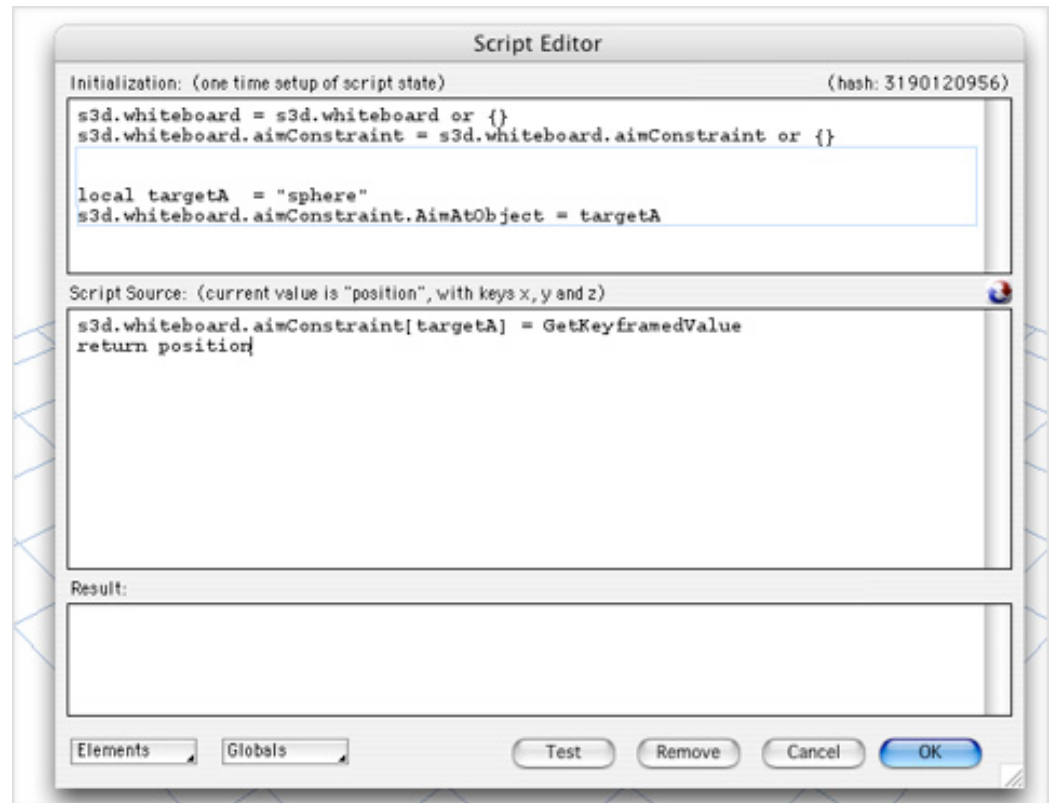 Script Editor
Initialization: (one time setup of script state) (hash: 3190120956)
s3d.whiteboard = s3d.whiteboard or {}
s3d.whiteboard.aimConstraint = s3d.whiteboard.aimConstraint or {}
local targetA  = "sphere"
s3d.whiteboard.aimConstraint.AimAtObject = targetA
Script Source: (current value is "position", with keys x, y and z)
s3d.whiteboard.aimConstraint[targetA] = GetKeyframedValue
return position
Result:
Elements Globals Test Remove Cancel OK